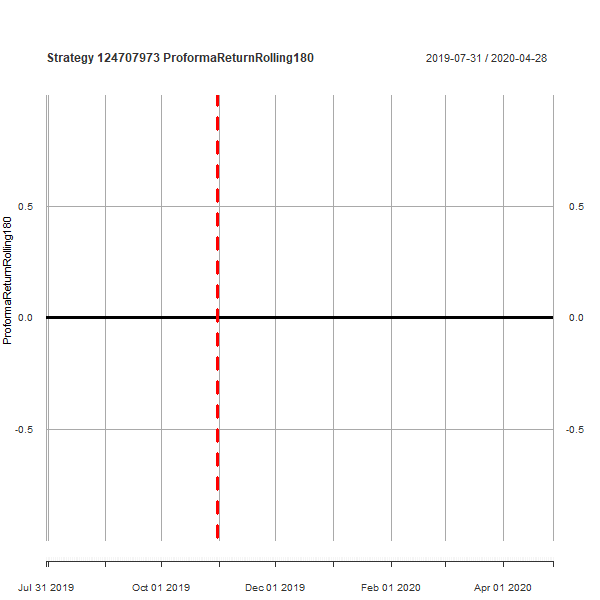 Strategy 124707973 ProformaReturnRolling180
2019-07-31 / 2020-04-28
ProformaReturnRolling180
0.5
0.5
0.0
0.0
-0.5
-0.5
Jul 31 2019
Oct 01 2019
Dec 01 2019
Feb 01 2020
Apr 01 2020